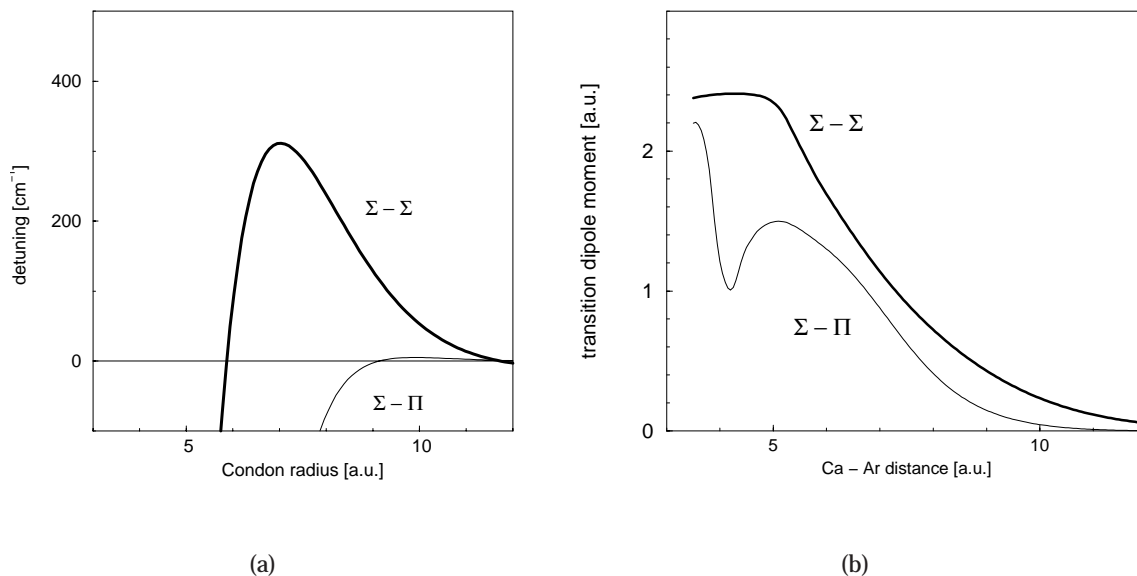 400
200
0
detuning [cm⁻¹]
Σ – Σ
Σ – Π
5
10
Condon radius [a.u.]
(a)
2
1
0
transition dipole moment [a.u.]
Σ – Σ
Σ – Π
5
10
Ca – Ar distance [a.u.]
(b)